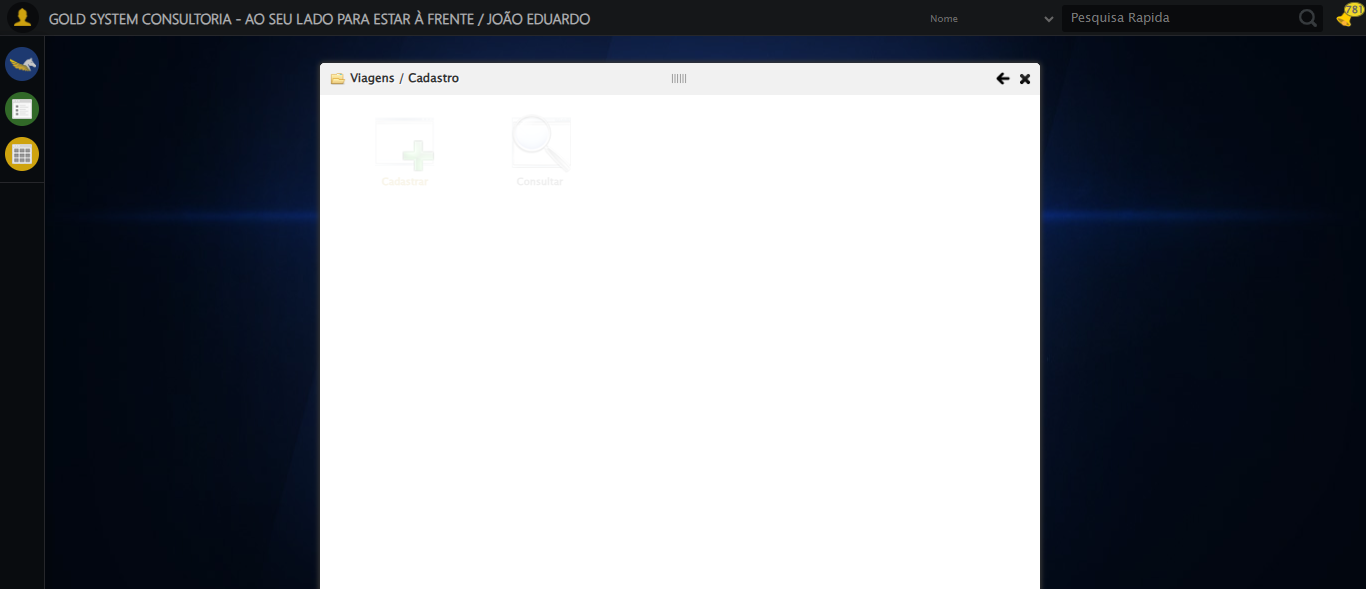 GOLD SYSTEM CONSULTORIA - AO SEU LADO PARA ESTAR À FRENTE / JOÃO EDUARDO
Nome
Pesquisa Rapida
781
Viagens / Cadastro
Cadastrar
Consultar